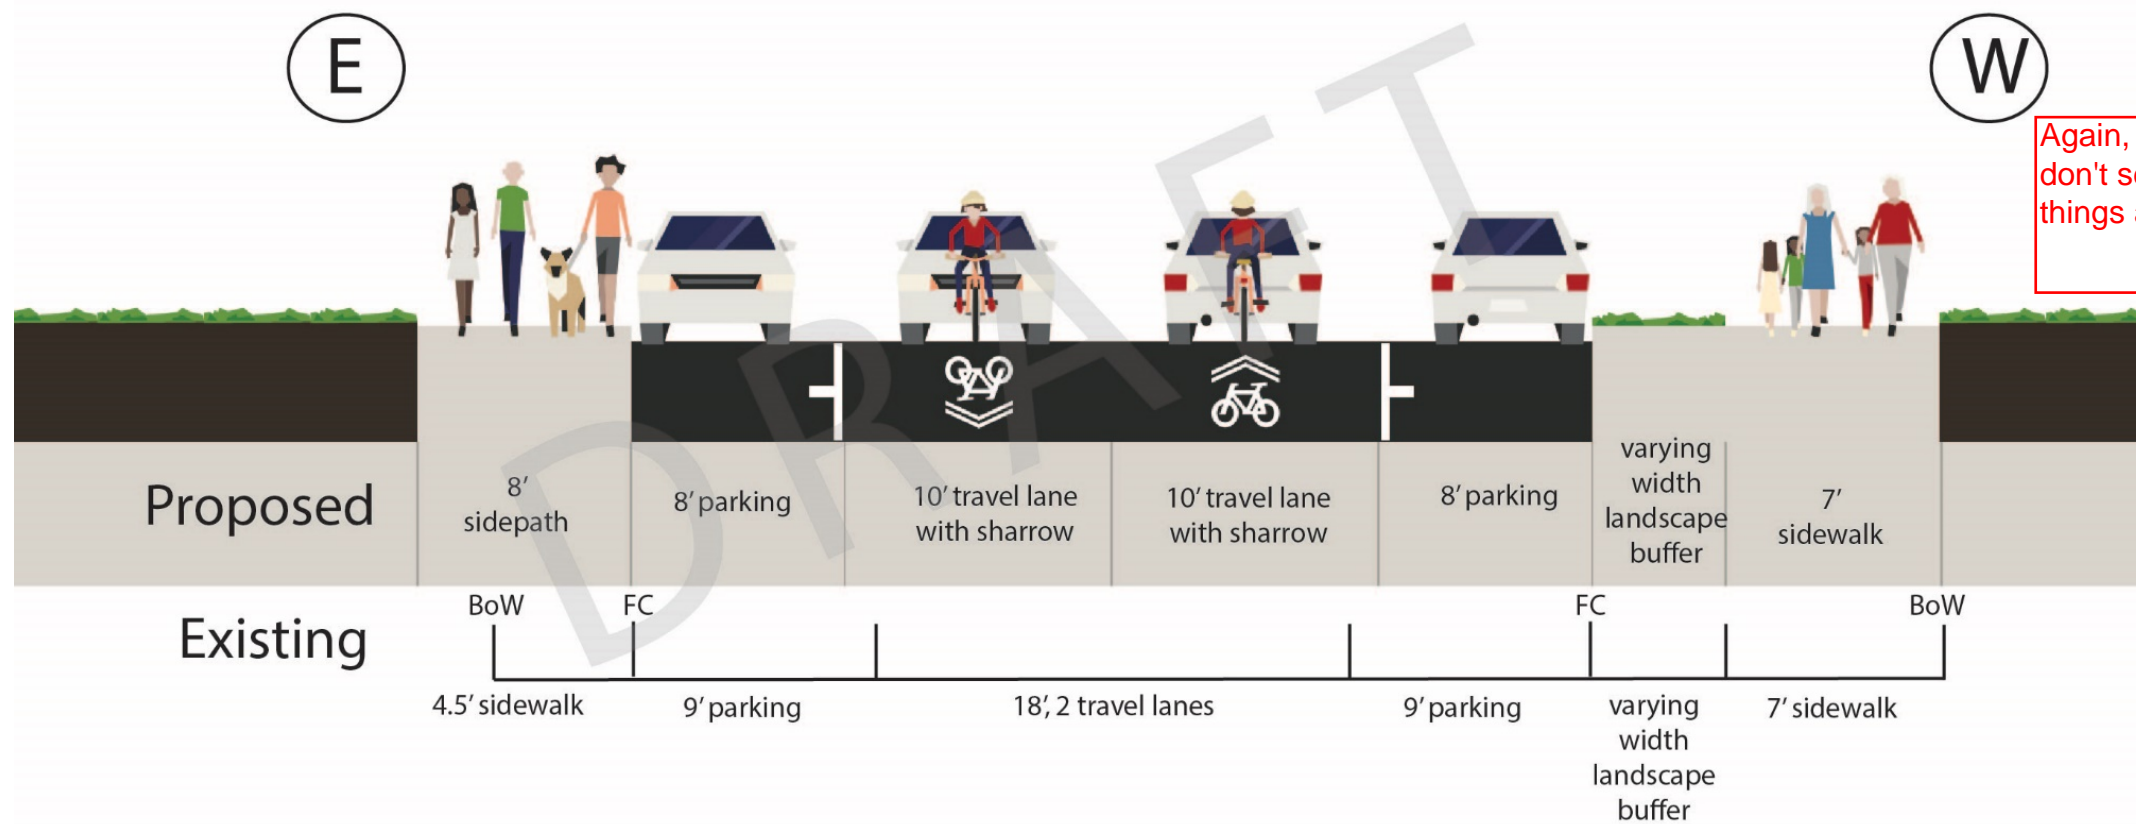 E
W
Again,
don't s
things
DRAFT
Proposed
8'
sidepath
8' parking
10' travel lane
with sharrow
10' travel lane
with sharrow
8' parking
varying
width
landscape
buffer
7'
sidewalk
Existing
BoW
FC
FC
BoW
4.5' sidewalk
9' parking
18', 2 travel lanes
9' parking
varying
width
landscape
buffer
7' sidewalk